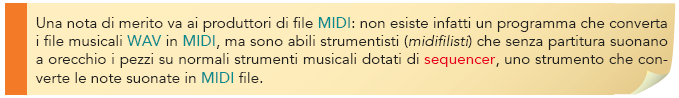 Una nota di merito va ai produttori di file MIDI: non esiste infatti un programma che converta
i file musicali WAV in MIDI, ma sono abili strumentisti (midifilisti) che senza partitura suonano
a orecchio i pezzi su normali strumenti musicali dotati di sequencer, uno strumento che con-
verte le note suonate in MIDI file.